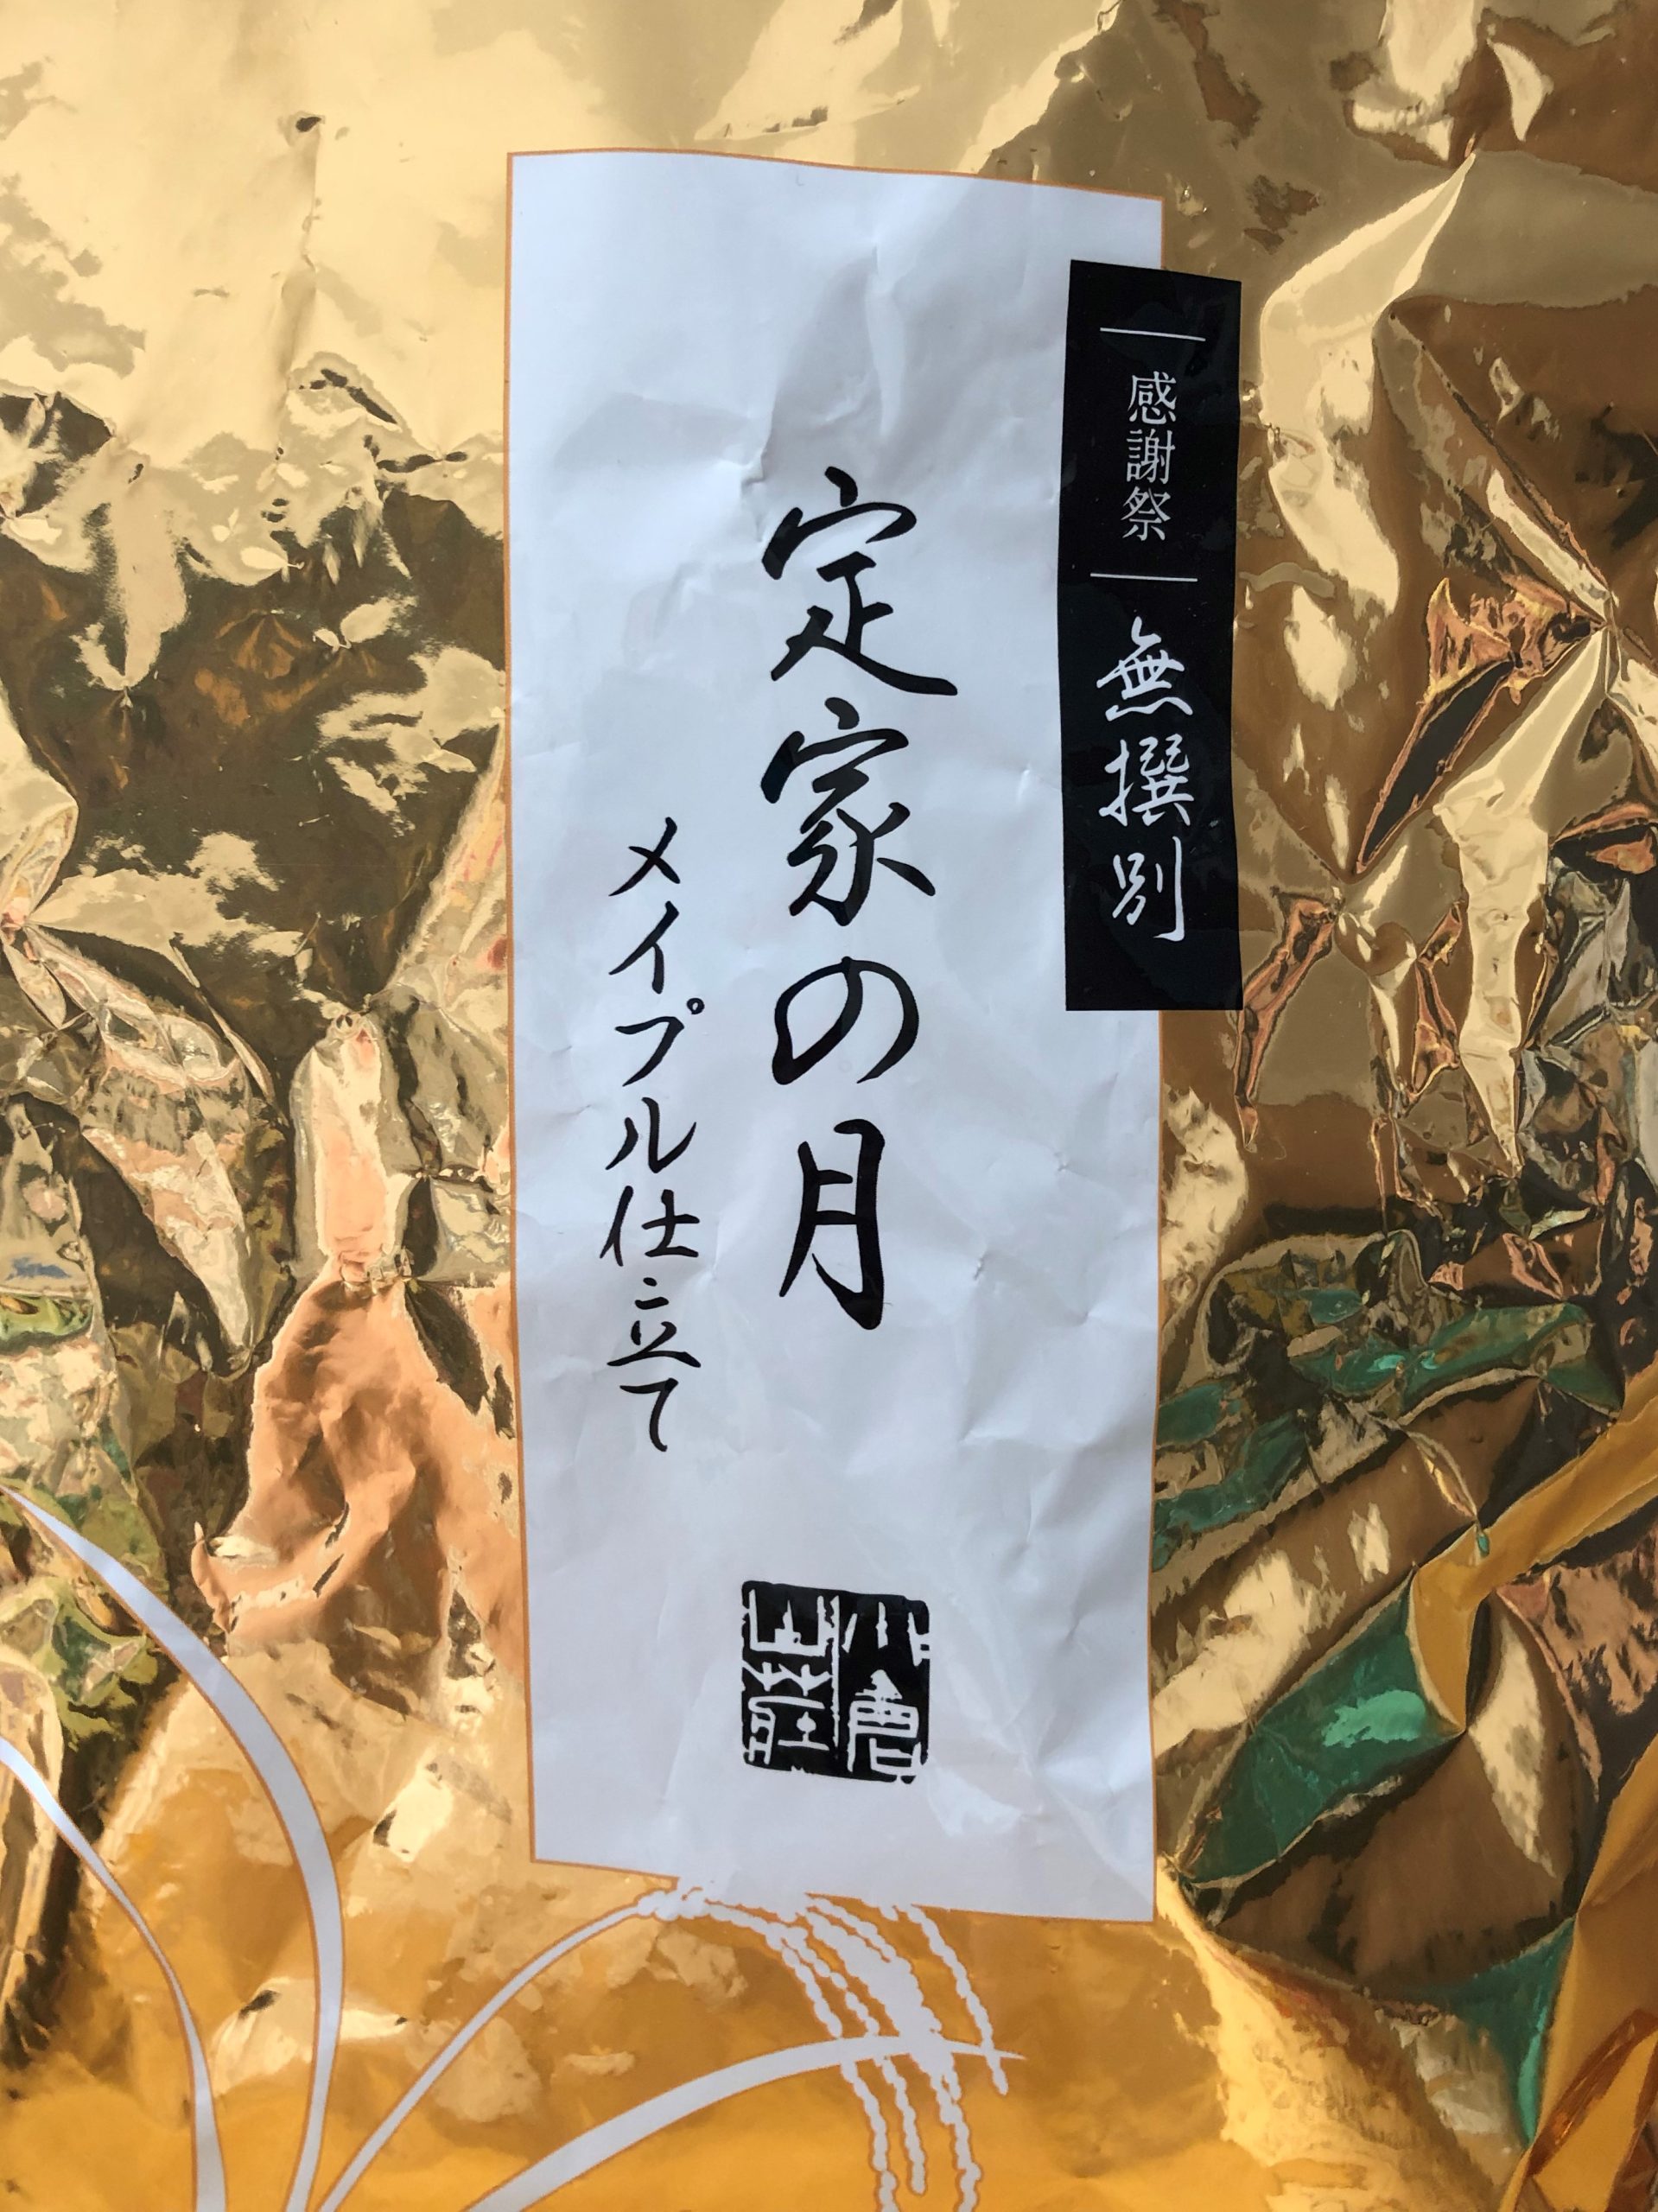 感謝祭
無撰別
定家の月
メイプル仕立て
小倉
山荘